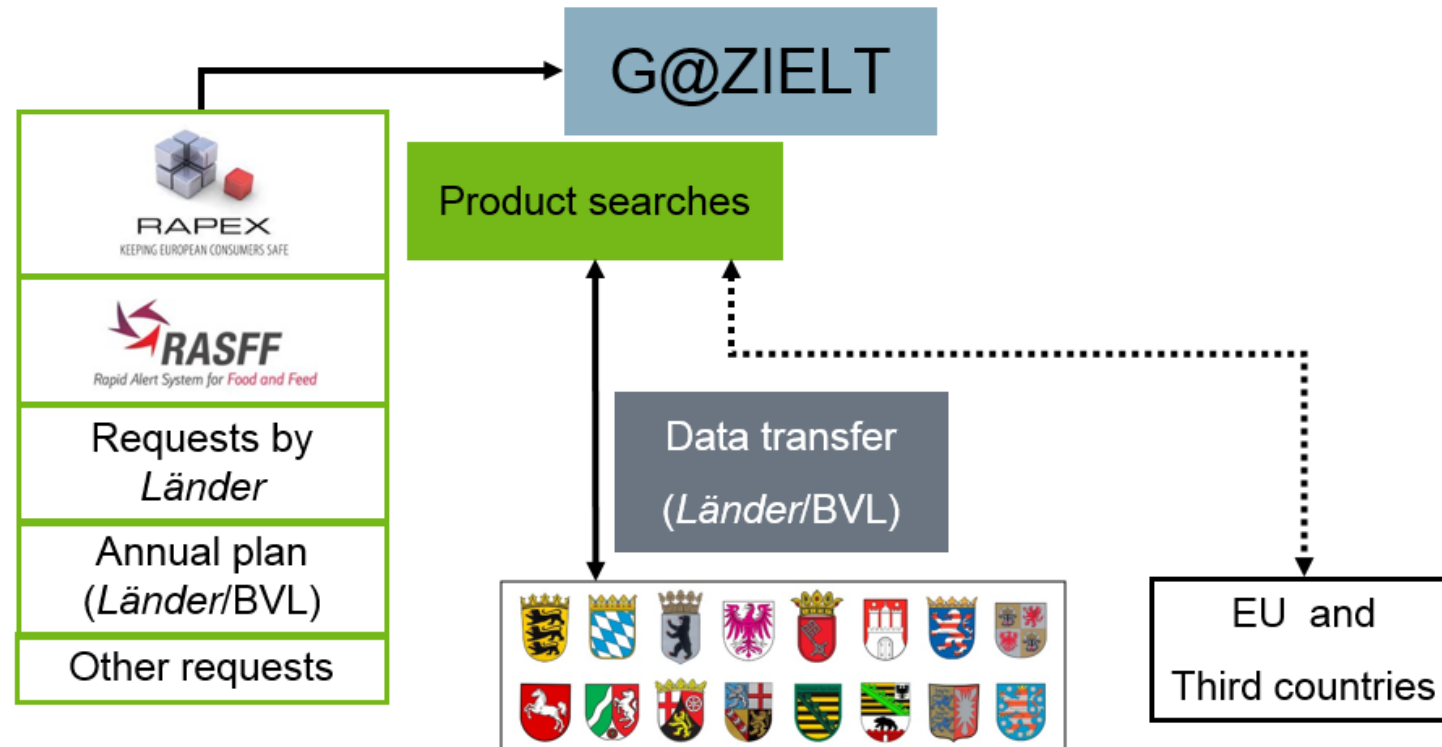 G@ZIELT
Product searches
RAPEX
KEEPING EUROPEAN CONSUMERS SAFE
RASFF
Rapid Alert System for Food and Feed
Requests by
Länder
Annual plan
(Länder/BVL)
Other requests
Data transfer
(Länder/BVL)
EU and
Third countries